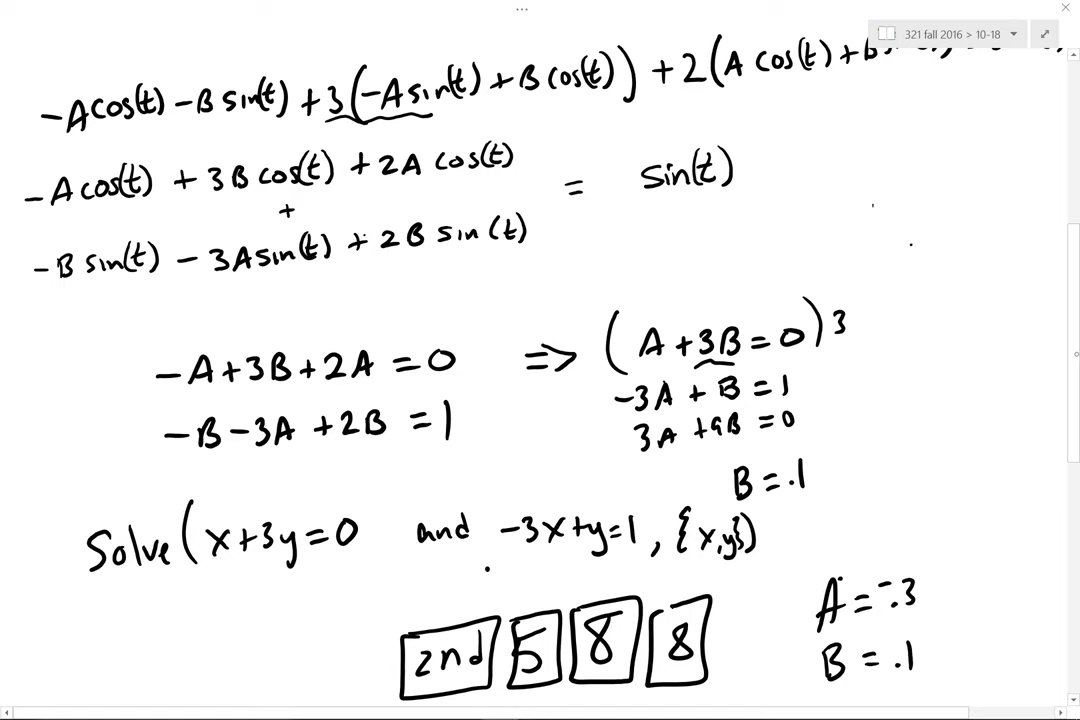 321 fall 2016 > 10-18
-Acos(t) - B sin(t) + 3(-Asin(t) + B cos(t)) + 2(A cos(t) +
-A cos(t) + 3B cos(t) + 2A cos(t)
+
= sin(t)
-B sin(t) - 3A sin(t) + 2B sin(t)
-A + 3B + 2A = 0 => (A + 3B = 0)3
-B - 3A + 2B = 1 -3A + B = 1
3A + 9B = 0
B = .1
Solve(x+3y=0 and -3x+y=1, {x,y})
2nd 5 8 8
A = -.3
B = .1